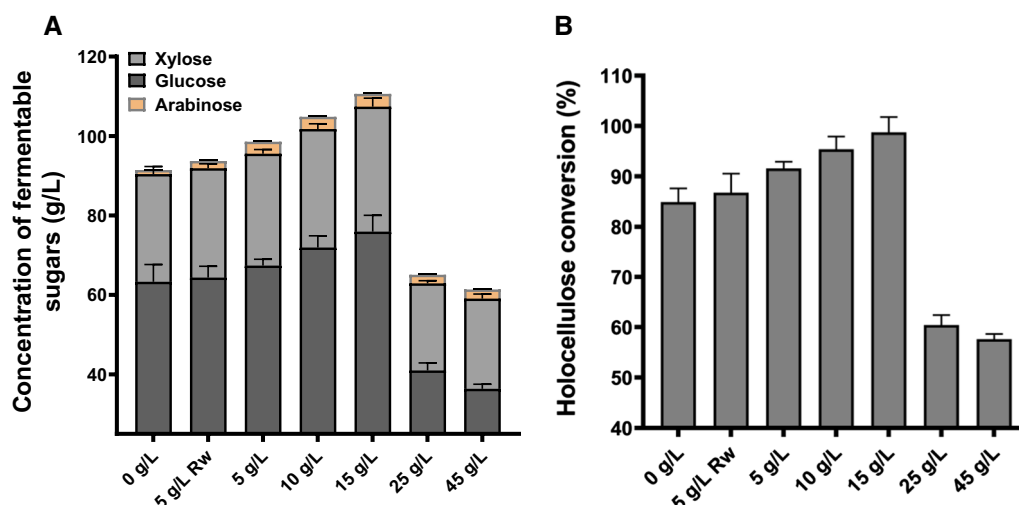 A
Concentration of fermentable
sugars (g/L)
120
100
80
60
40
Xylose
Glucose
Arabinose
0 g/L
5 g/L Rw
5 g/L
10 g/L
15 g/L
25 g/L
45 g/L
B
Holocellulose conversion (%)
110
100
90
80
70
60
50
40
0 g/L
5 g/L Rw
5 g/L
10 g/L
15 g/L
25 g/L
45 g/L